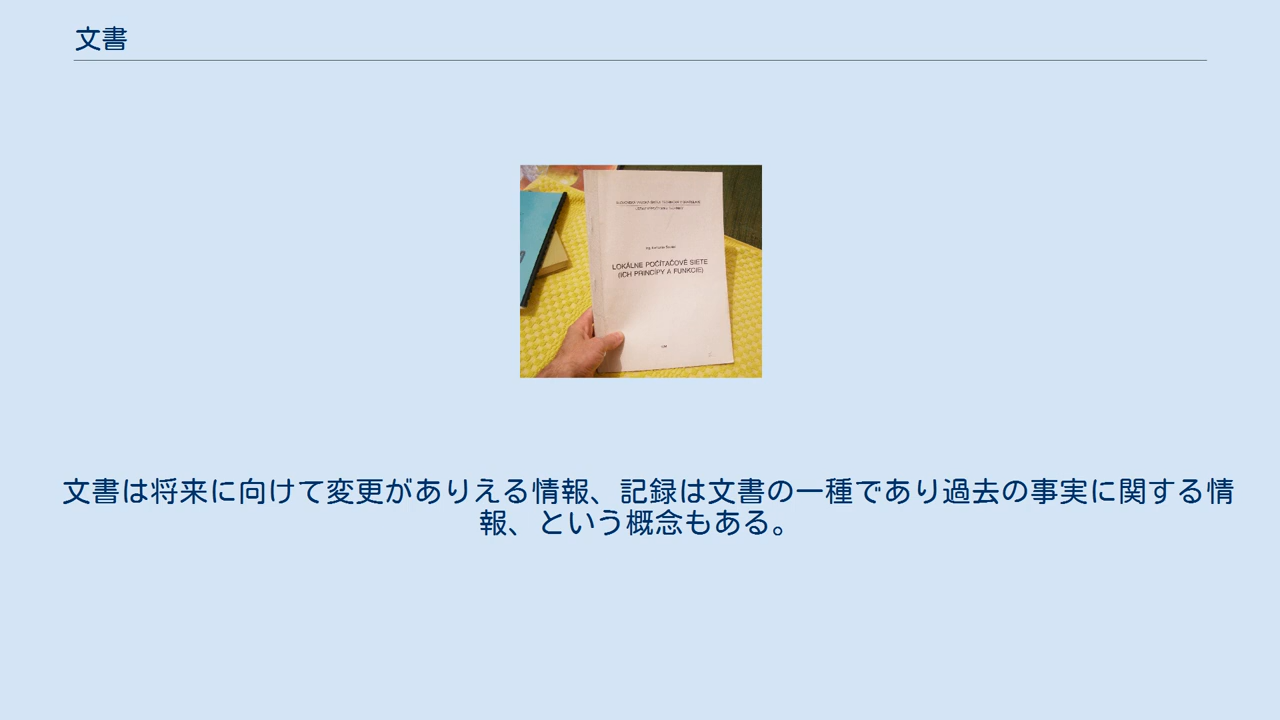 文書
LOKÁLNE POČÍTAČOVÉ SIETE
(ICH PRINCÍPY A FUNKCIE)
文書は将来に向けて変更がありえる情報、記録は文書の一種であり過去の事実に関する情
報、という概念もある。